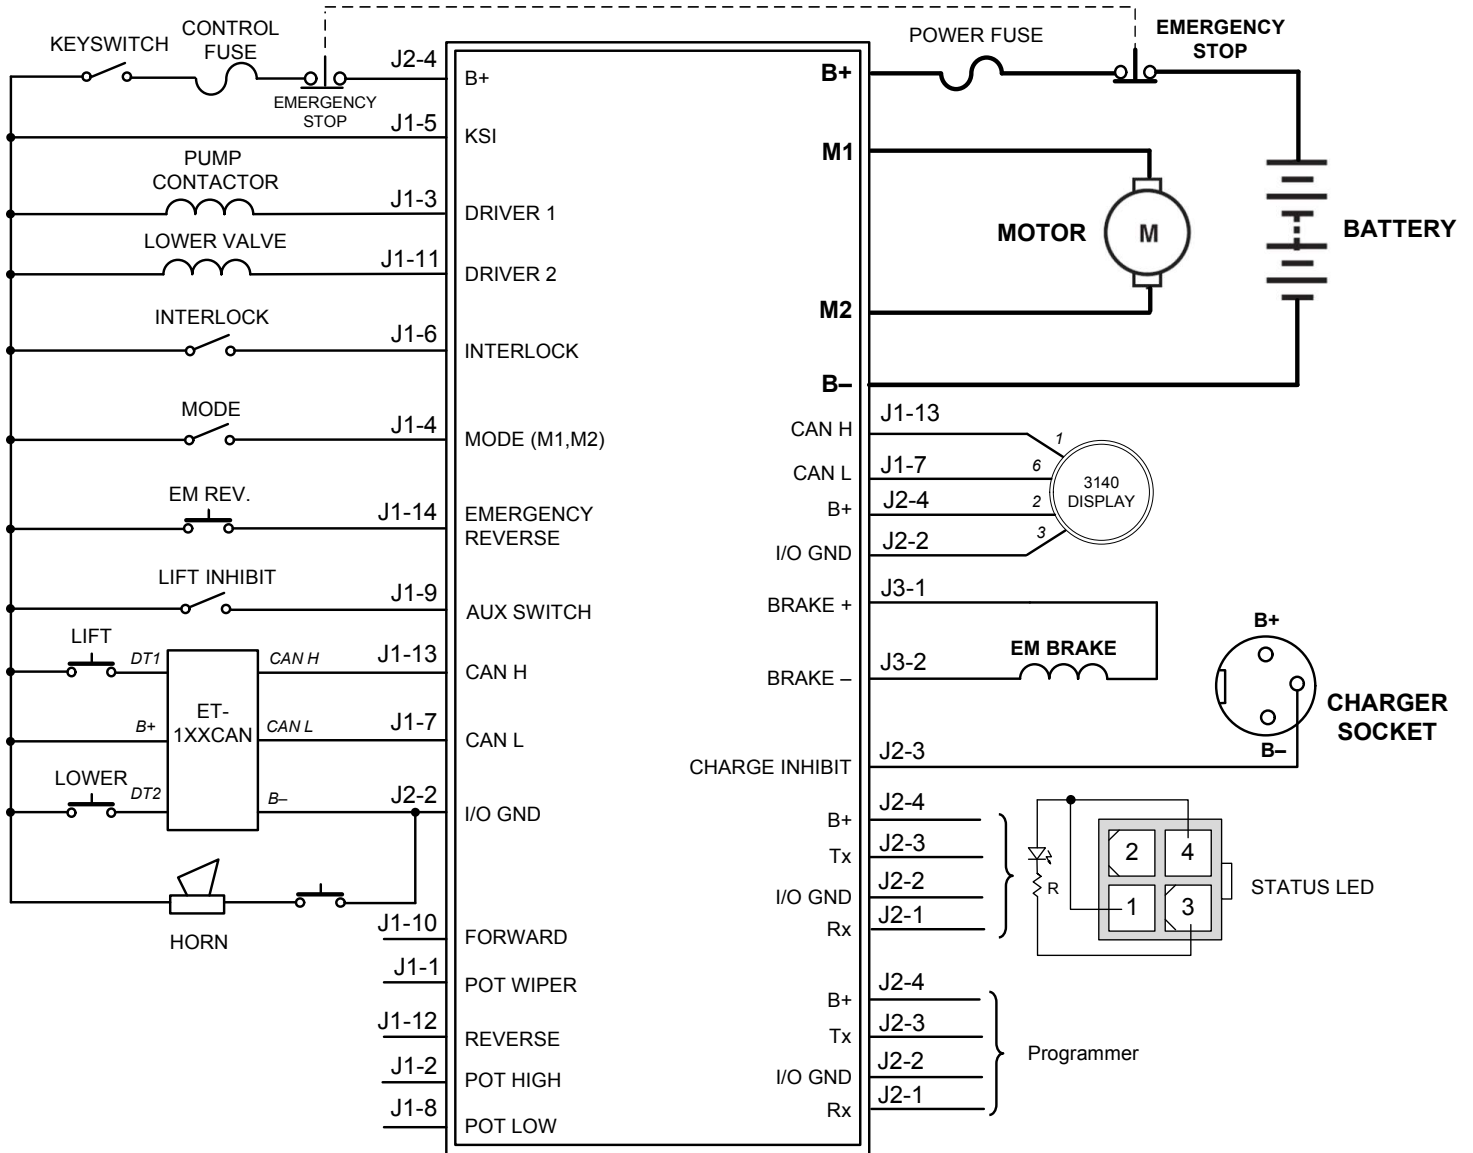 KEYSWITCH
CONTROL
FUSE
J2-4
B+
EMERGENCY
STOP
J1-5
KSI
PUMP
CONTACTOR
J1-3
DRIVER 1
LOWER VALVE
J1-11
DRIVER 2
INTERLOCK
J1-6
INTERLOCK
MODE
J1-4
MODE (M1,M2)
EM REV.
J1-14
EMERGENCY
REVERSE
LIFT INHIBIT
J1-9
AUX SWITCH
LIFT
DT1
CAN H
J1-13
CAN H
ET-
1XXCAN
B+
CAN L
J1-7
CAN L
LOWER
DT2
B–
J2-2
I/O GND
HORN
J1-10
FORWARD
J1-1
POT WIPER
J1-12
REVERSE
J1-2
POT HIGH
J1-8
POT LOW
B+
POWER FUSE
EMERGENCY
STOP
M1
MOTOR
M
BATTERY
M2
B–
CAN H
J1-13
1
CAN L
J1-7
6
B+
J2-4
2
I/O GND
J2-2
3
3140
DISPLAY
BRAKE +
J3-1
EM BRAKE
BRAKE –
J3-2
B+
CHARGER
SOCKET
B–
CHARGE INHIBIT
J2-3
B+
J2-4
Tx
J2-3
I/O GND
J2-2
Rx
J2-1
R
2
4
1
3
STATUS LED
B+
J2-4
Tx
J2-3
I/O GND
J2-2
Rx
J2-1
Programmer